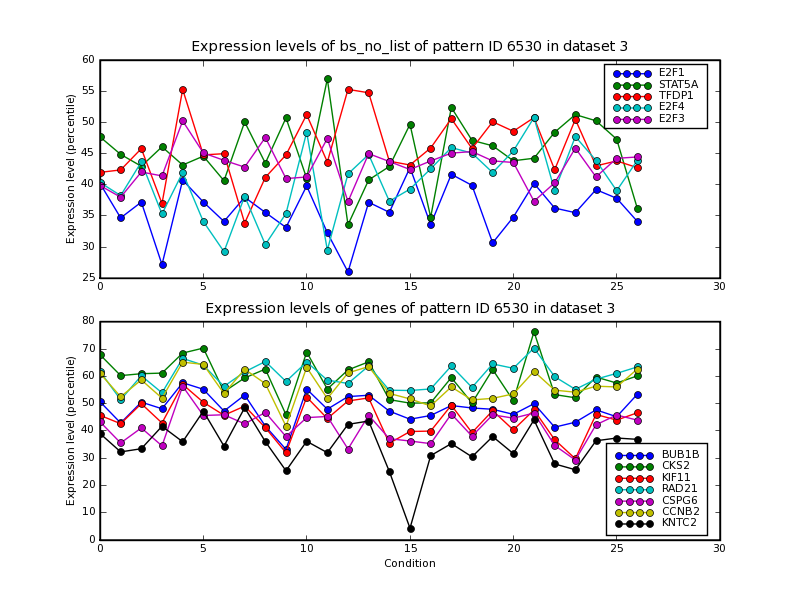 Expression levels of bs_no_list of pattern ID 6530 in dataset 3
60
55
50
45
40
35
30
25
Expression level (percentile)
E2F1
STAT5A
TFDP1
E2F4
E2F3
0 5 10 15 20 25 30
Expression levels of genes of pattern ID 6530 in dataset 3
80
70
60
50
40
30
20
10
0
Expression level (percentile)
BUB1B
CKS2
KIF11
RAD21
CSPG6
CCNB2
KNTC2
0 5 10 15 20 25 30
Condition